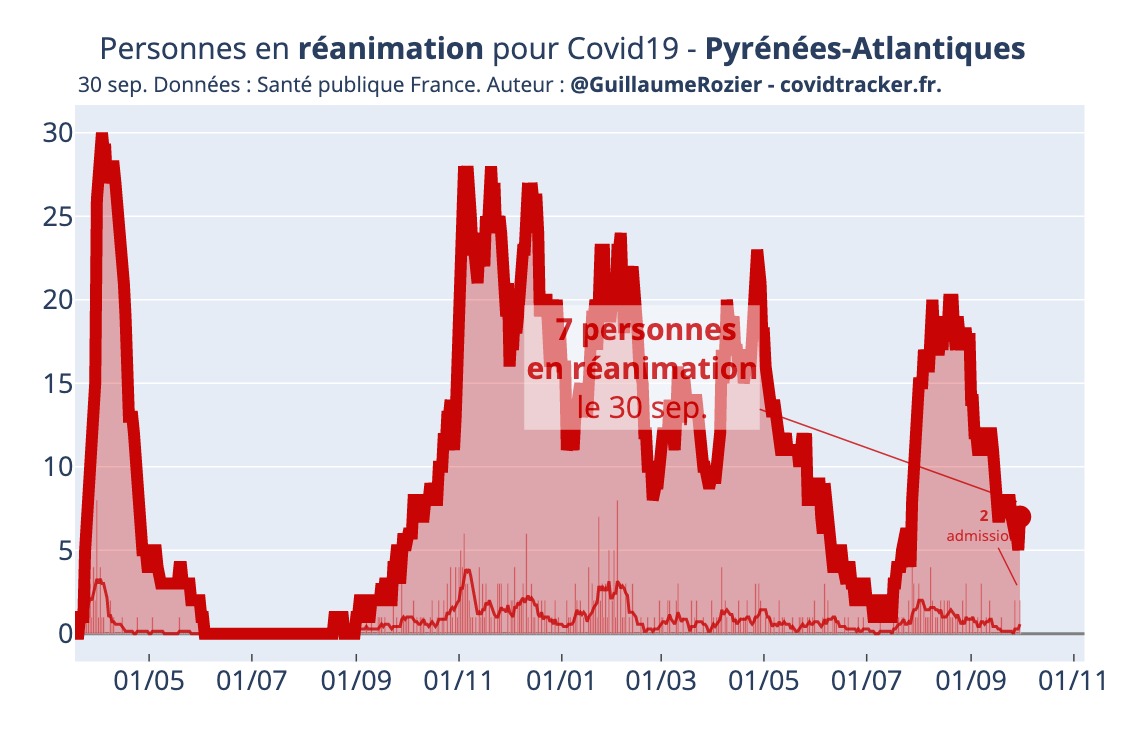 Personnes en réanimation pour Covid19 - Pyrénées-Atlantiques
30 sep. Données : Santé publique France. Auteur : @GuillaumeRozier - covidtracker.fr.
30
25
20
15
10
5
0
7 personnes
en réanimation
le 30 sep.
2
admissio
01/05 01/07 01/09 01/11 01/01 01/03 01/05 01/07 01/09 01/11